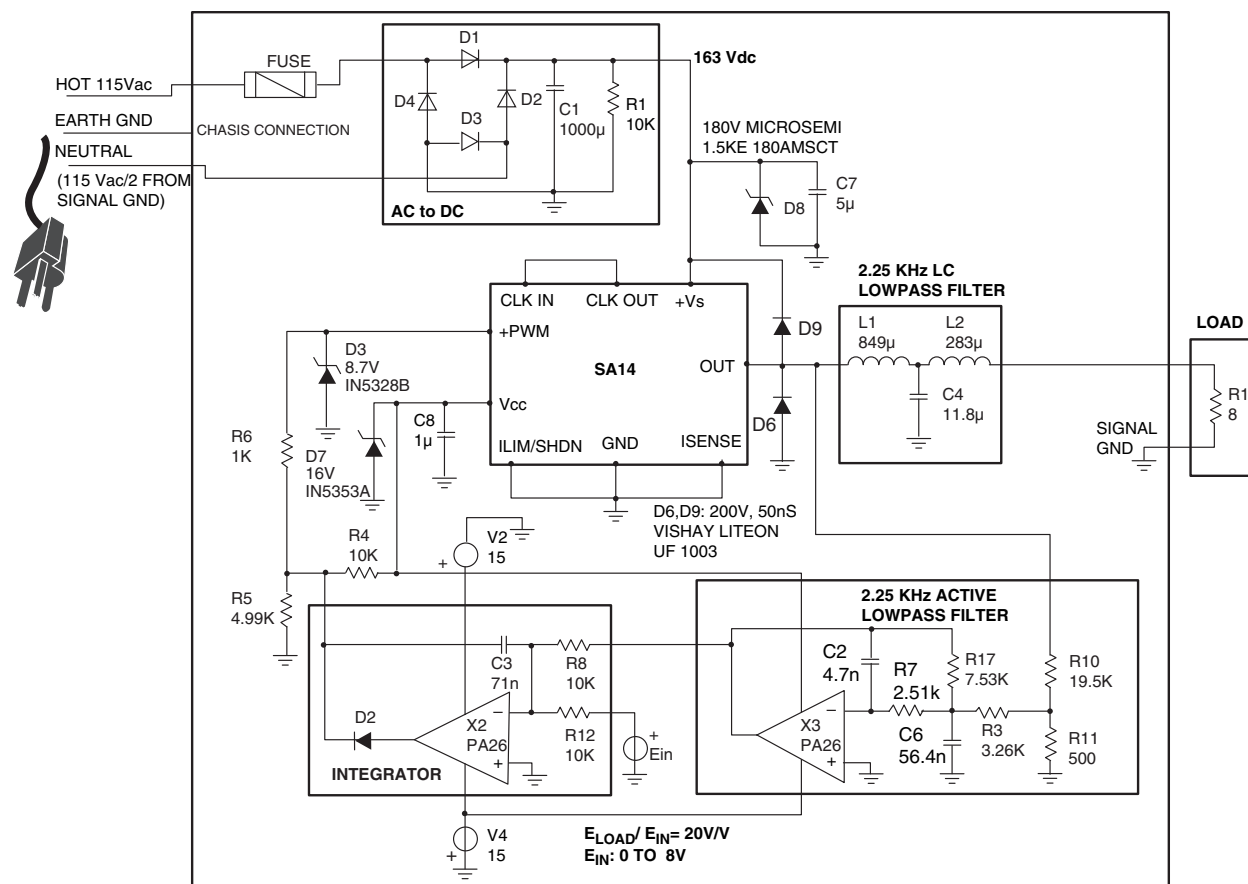 HOT 115Vac
FUSE
EARTH GND
CHASIS CONNECTION
NEUTRAL
(115 Vac/2 FROM
SIGNAL GND)
D1
D4
D2
D3
C1
1000µ
R1
10K
AC to DC
163 Vdc
180V MICROSEMI
1.5KE 180AMSCT
D8
C7
5µ
CLK IN
CLK OUT
+Vs
+PWM
SA14
OUT
Vcc
ILIM/SHDN
GND
ISENSE
D9
D6
2.25 KHz LC
LOWPASS FILTER
L1
849µ
L2
283µ
C4
11.8µ
LOAD
R1
8
SIGNAL
GND
D3
8.7V
IN5328B
C8
1µ
R6
1K
D7
16V
IN5353A
D6,D9: 200V, 50nS
VISHAY LITEON
UF 1003
R4
10K
V2
15
+
R5
4.99K
C3
71n
R8
10K
D2
X2
PA26
−
+
R12
10K
+
Ein
INTEGRATOR
2.25 KHz ACTIVE
LOWPASS FILTER
C2
4.7n
R7
2.51k
R17
7.53K
R10
19.5K
X3
PA26
−
+
C6
56.4n
R3
3.26K
R11
500
V4
15
+
ELOAD/ EIN= 20V/V
EIN: 0 TO 8V